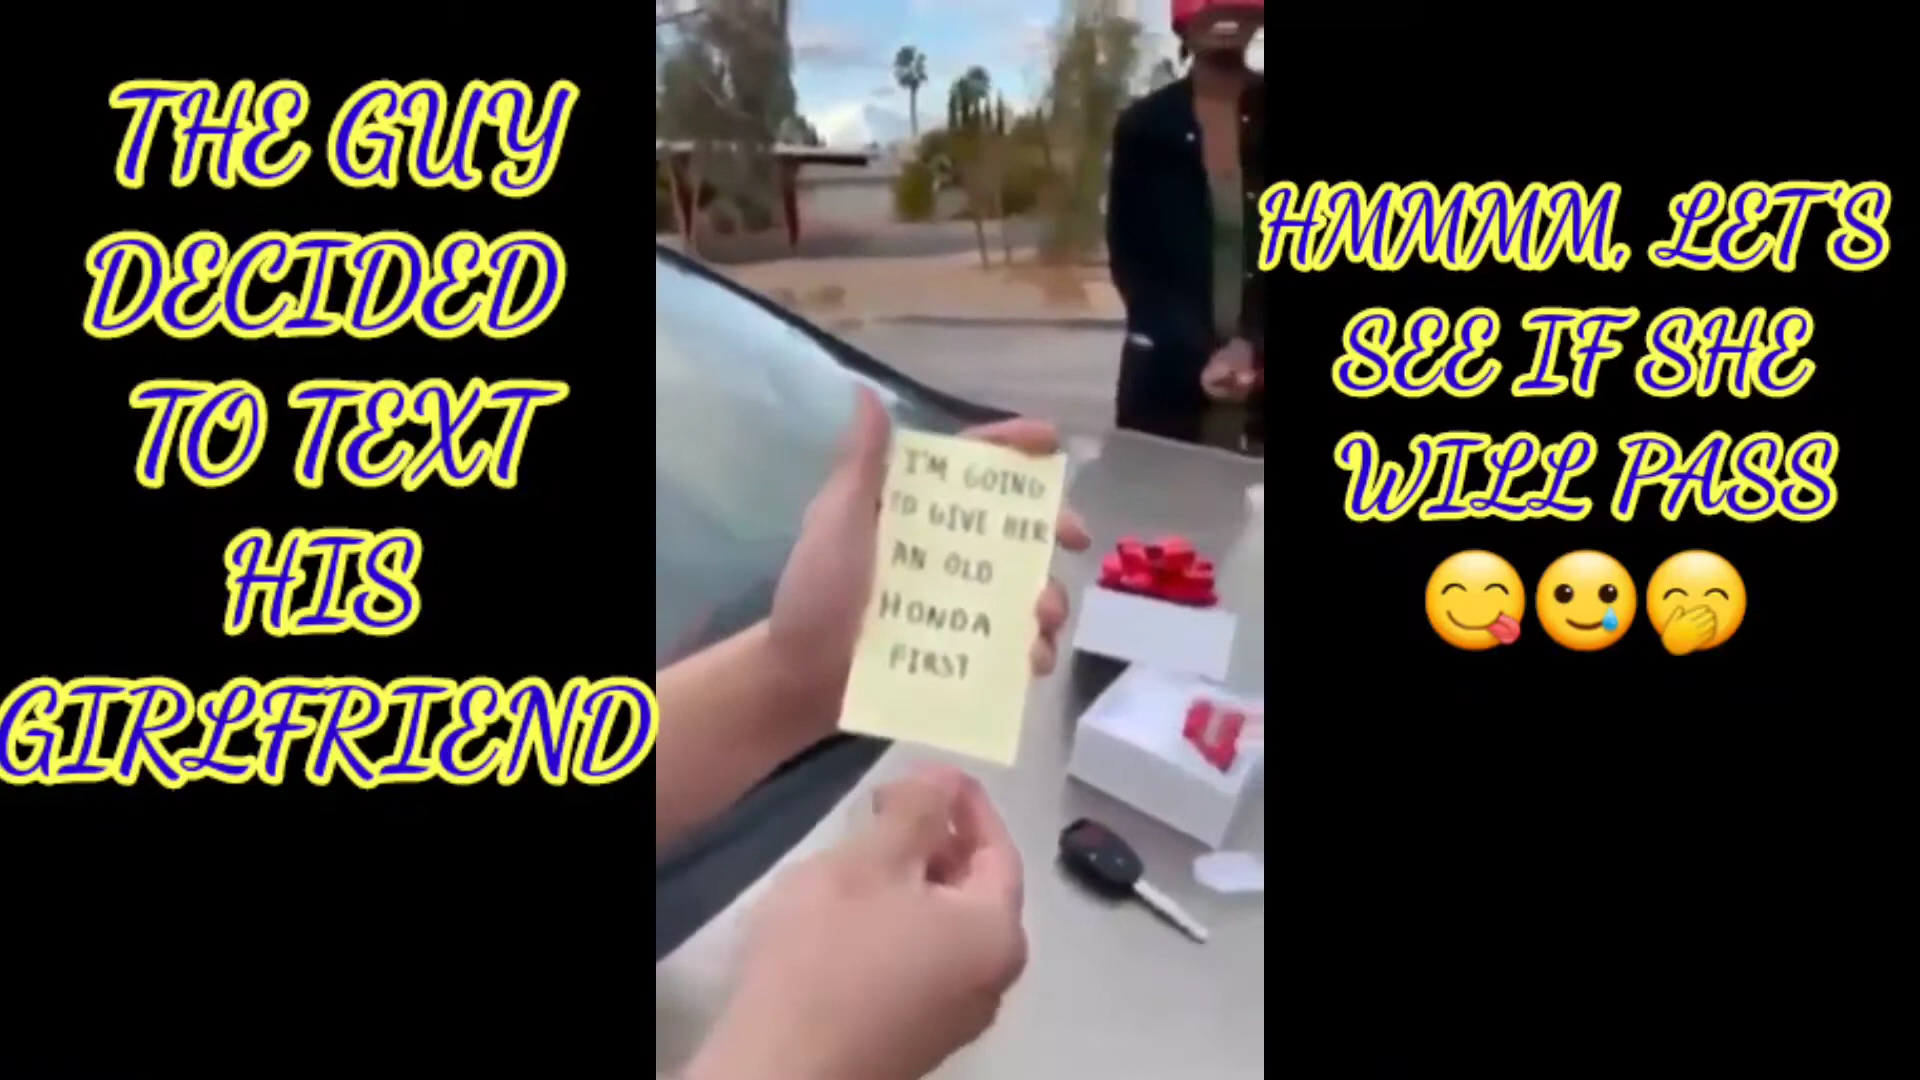 THE GUY
DECIDED
TO TEXT
HIS
GIRLFRIEND
I'M GOING
TO GIVE HER
AN OLD
HONDA
FIRST
HMMMM, LET'S
SEE IF SHE
WILL PASS
😋🥲🤭